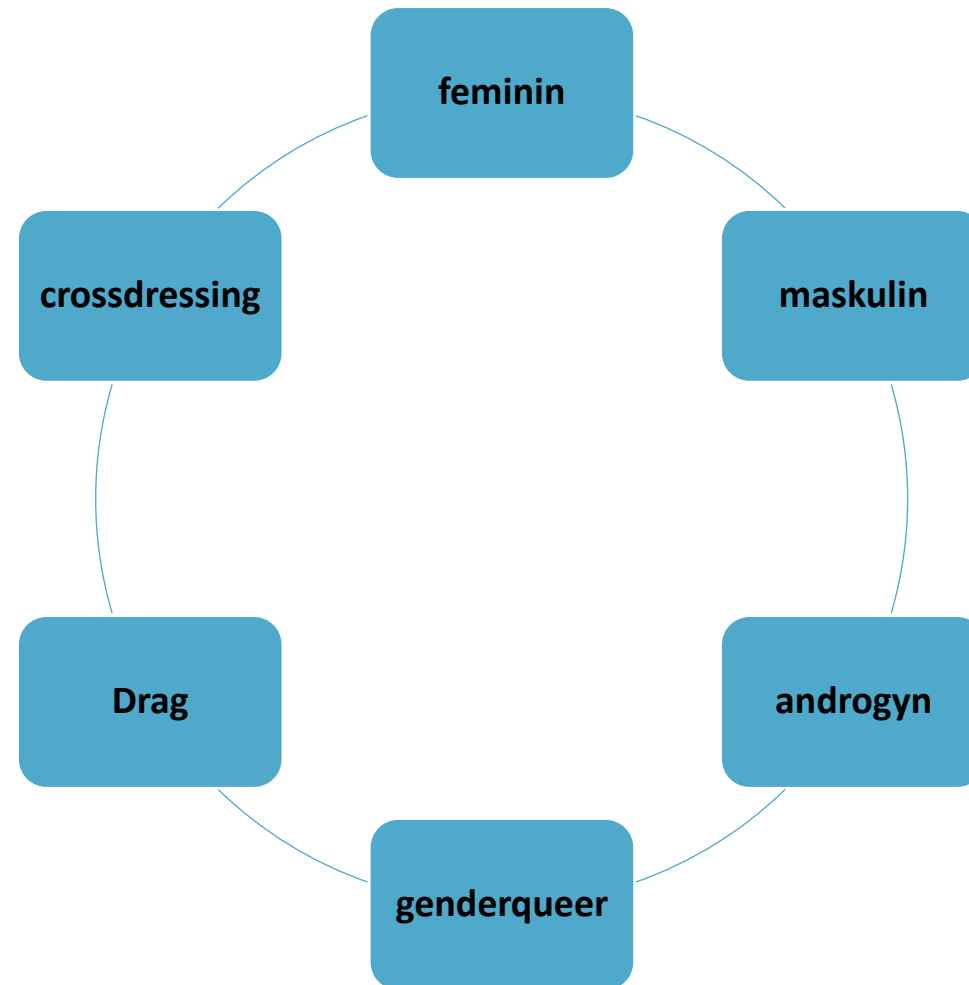 feminin
maskulin
androgyn
genderqueer
Drag
crossdressing